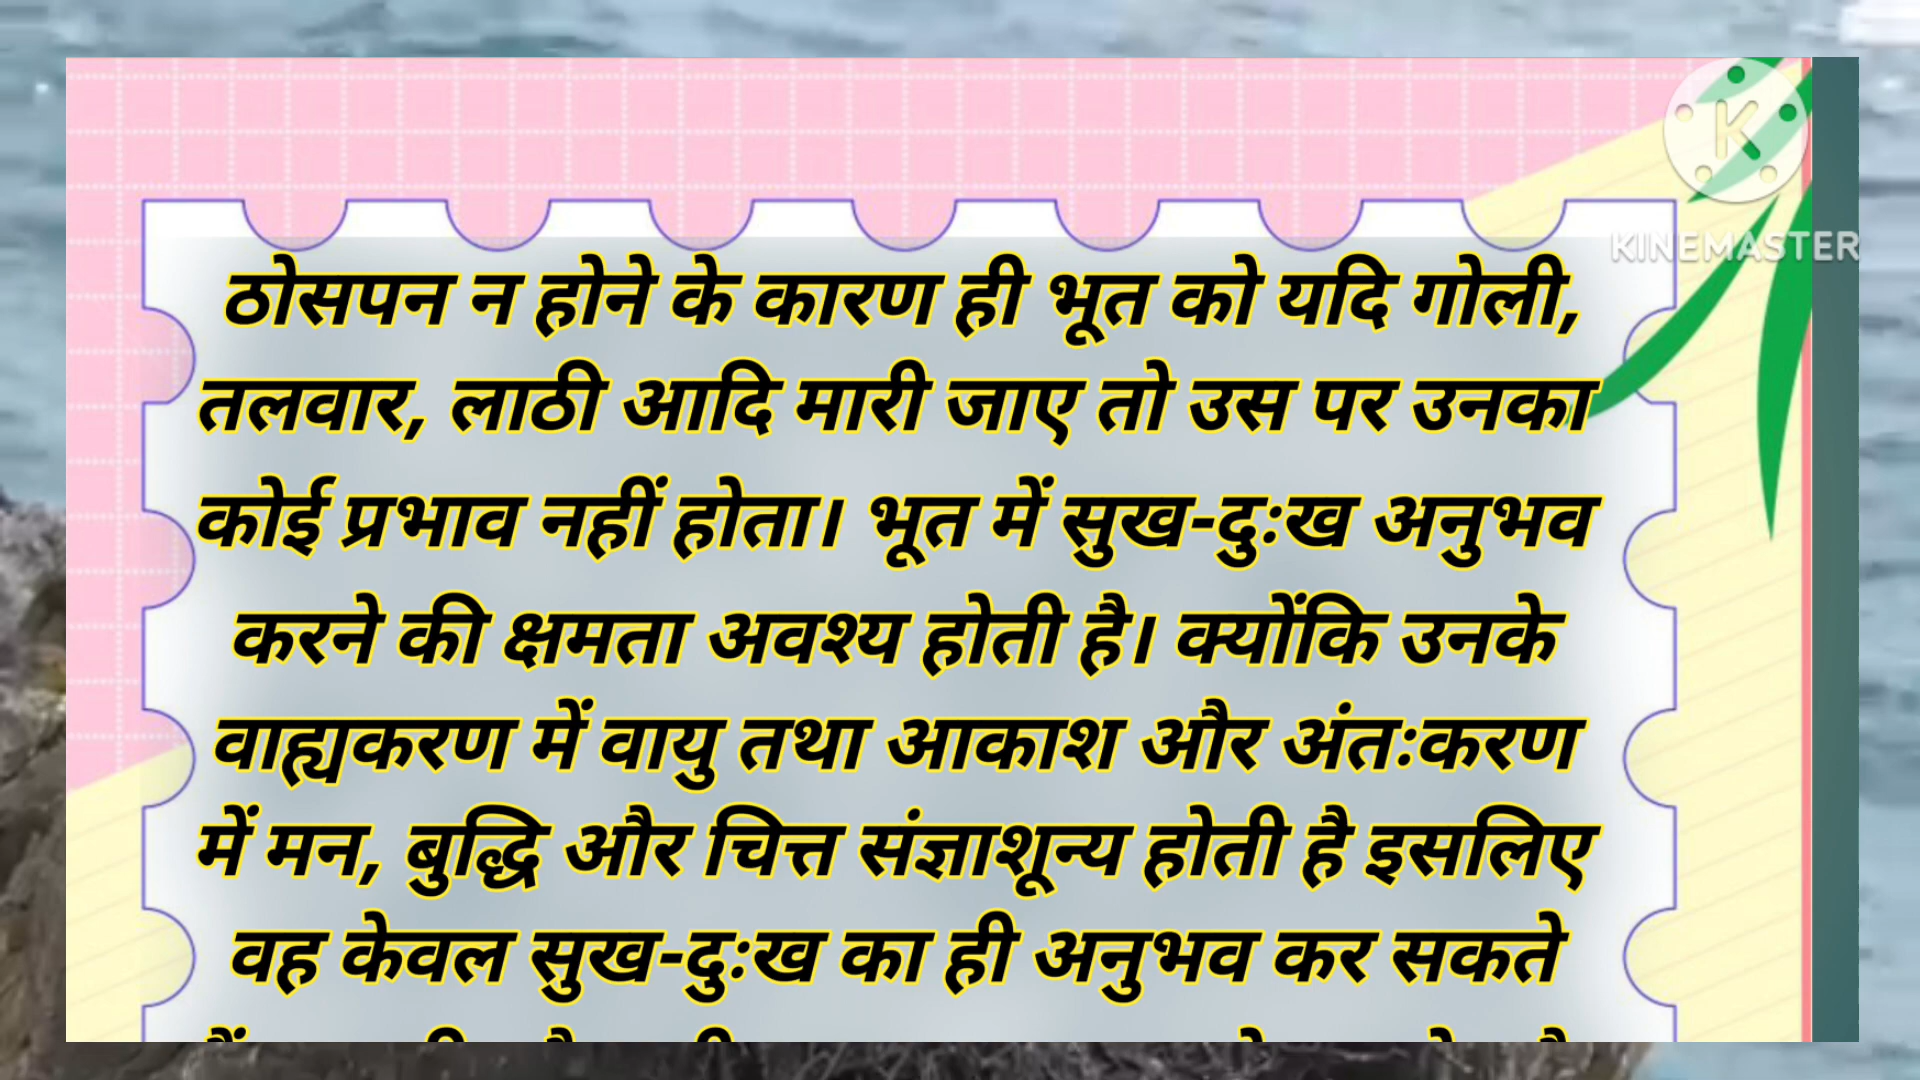 KINEMASTER
ठोसपन न होने के कारण ही भूत को यदि गोली,
तलवार, लाठी आदि मारी जाए तो उस पर उनका
कोई प्रभाव नहीं होता। भूत में सुख-दुःख अनुभव
करने की क्षमता अवश्य होती है। क्योंकि उनके
वाह्यकरण में वायु तथा आकाश और अंतःकरण
में मन, बुद्धि और चित्त संज्ञाशून्य होती है इसलिए
वह केवल सुख-दुःख का ही अनुभव कर सकते